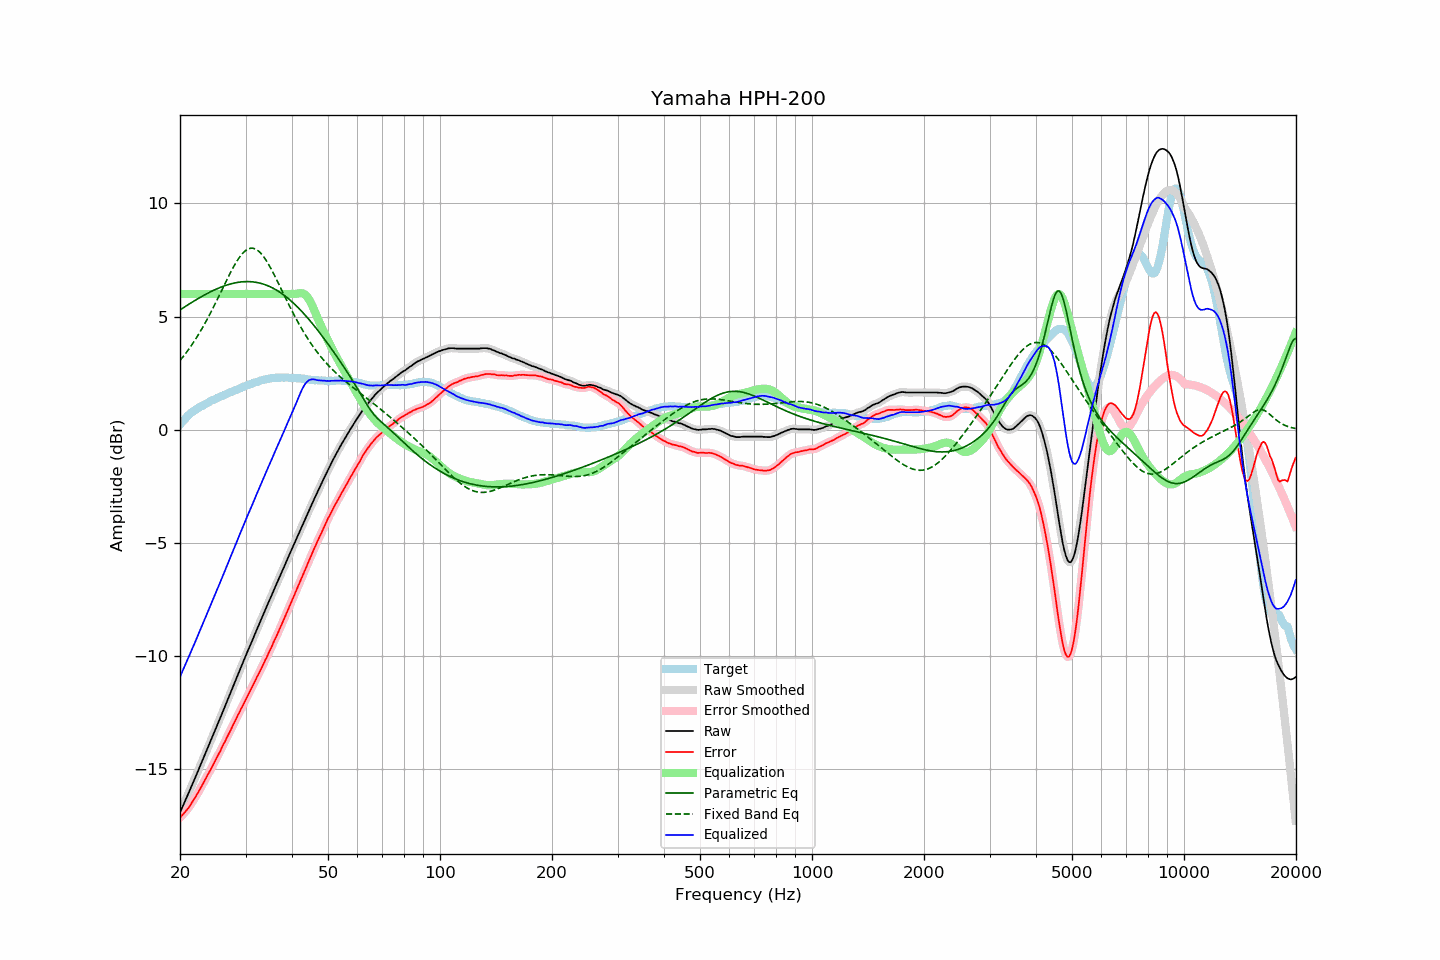 Yamaha HPH-200
Amplitude (dBr)
10
5
0
−5
−10
−15
Target
Raw Smoothed
Error Smoothed
Raw
Error
Equalization
Parametric Eq
Fixed Band Eq
Equalized
20 50 100 200 500 1000 2000 5000 10000 20000
Frequency (Hz)